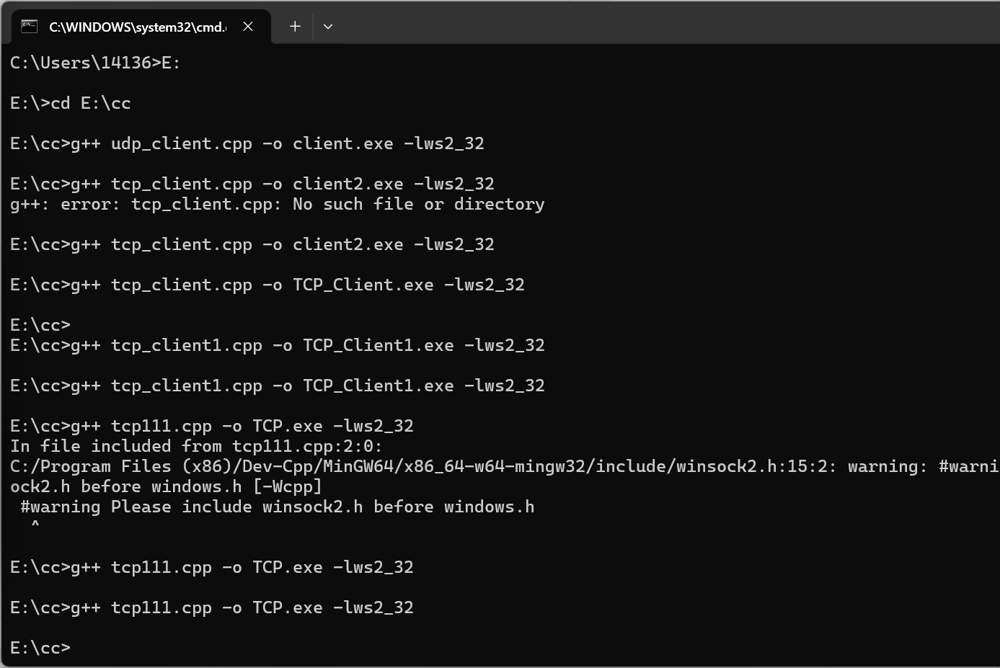 C:\WINDOWS\system32\cmd.
C:\Users\14136>E:
E:\>cd E:\cc
E:\cc>g++ udp_client.cpp -o client.exe -lws2_32
E:\cc>g++ tcp_client.cpp -o client2.exe -lws2_32
g++: error: tcp_client.cpp: No such file or directory
E:\cc>g++ tcp_client.cpp -o client2.exe -lws2_32
E:\cc>g++ tcp_client.cpp -o TCP_Client.exe -lws2_32
E:\cc>
E:\cc>g++ tcp_client1.cpp -o TCP_Client1.exe -lws2_32
E:\cc>g++ tcp_client1.cpp -o TCP_Client1.exe -lws2_32
E:\cc>g++ tcp111.cpp -o TCP.exe -lws2_32
In file included from tcp111.cpp:2:0:
C:/Program Files (x86)/Dev-Cpp/MinGW64/x86_64-w64-mingw32/include/winsock2.h:15:2: warning: #warni
ock2.h before windows.h [-Wcpp]
#warning Please include winsock2.h before windows.h
^
E:\cc>g++ tcp111.cpp -o TCP.exe -lws2_32
E:\cc>g++ tcp111.cpp -o TCP.exe -lws2_32
E:\cc>